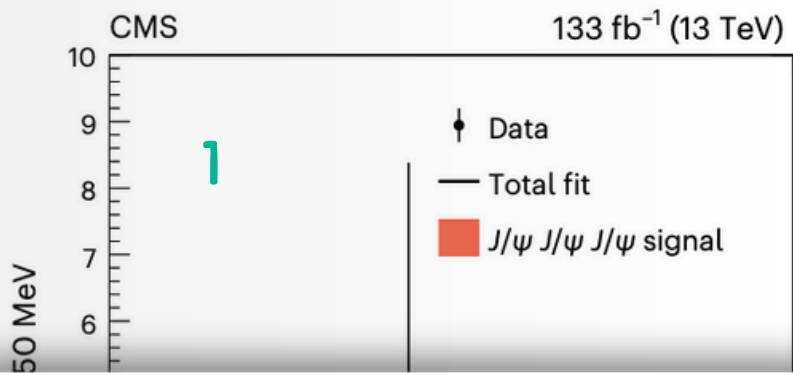 CMS 133 fb⁻¹ (13 TeV)
10
9
1
8
7
6
50 MeV
Data
Total fit
J/ψ J/ψ J/ψ signal